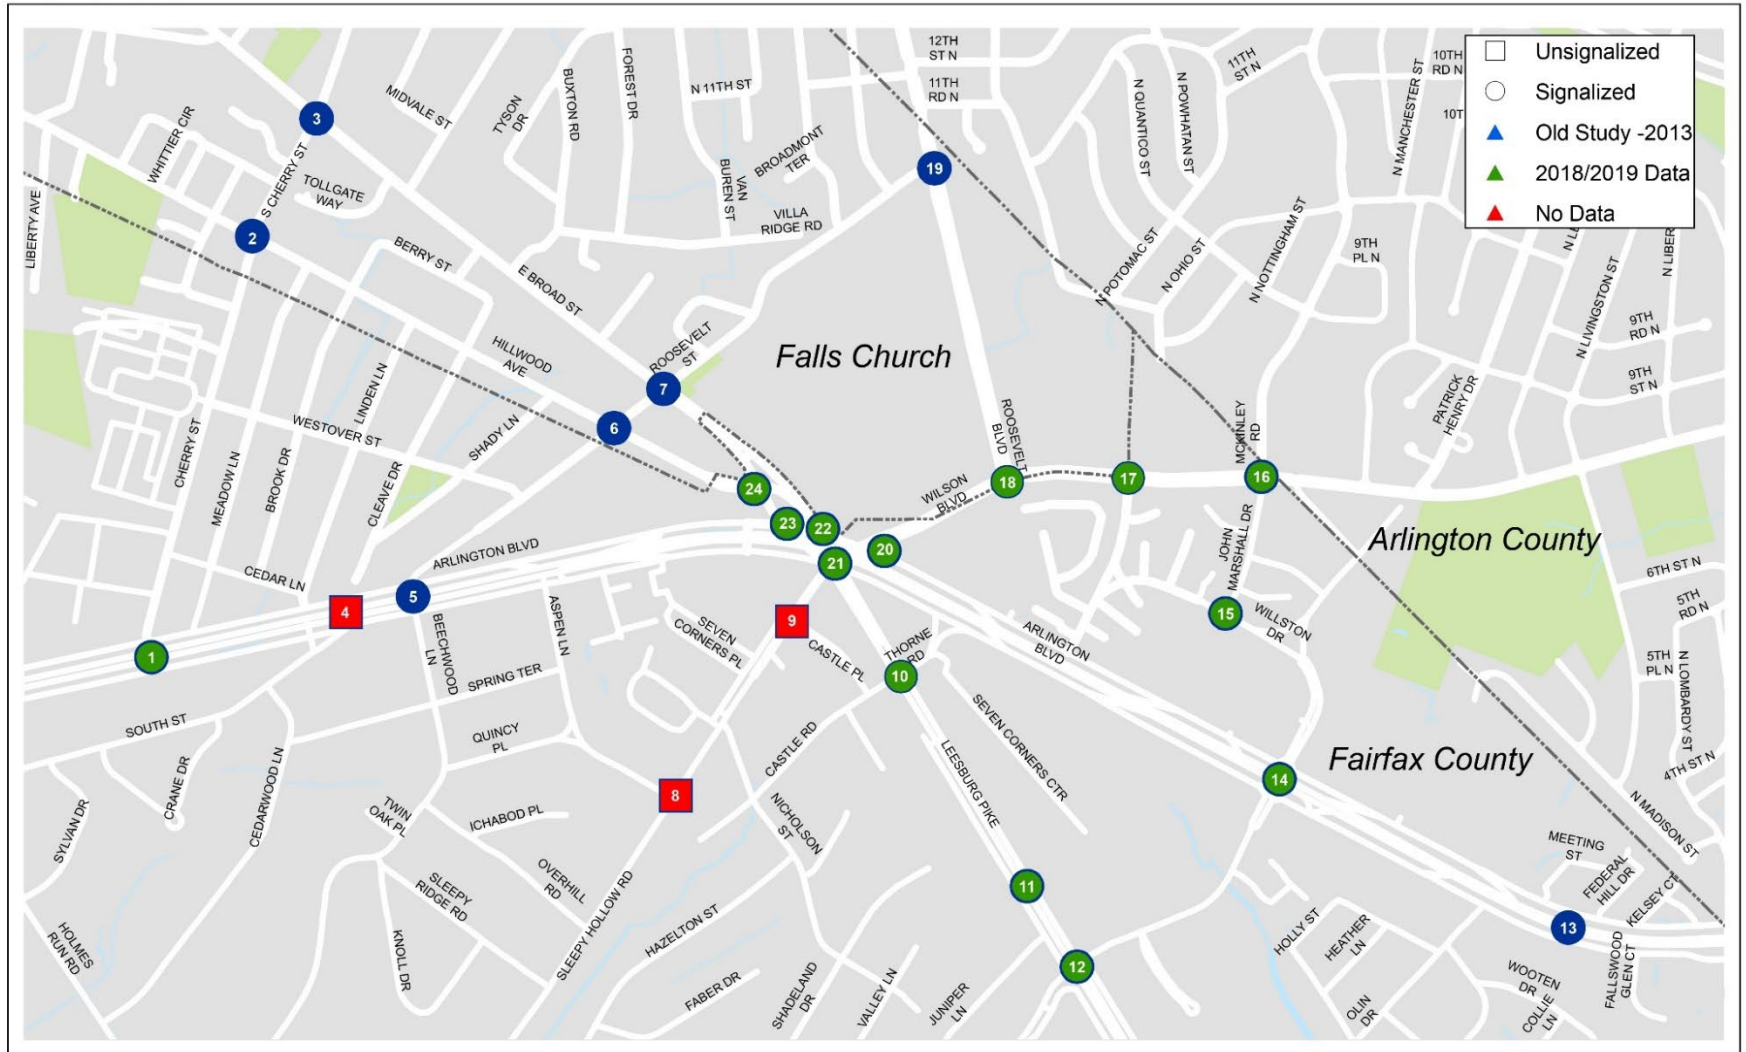 Unsignalized
Signalized
Old Study -2013
2018/2019 Data
No Data
12TH
ST N
11TH
RD N
11TH
ST N
10TH
RD N
10T
N MANCHESTER ST
N QUANTICO ST
N POWHATAN ST
N 11TH ST
FOREST DR
BUXTON RD
TYSON
DR
MIDVALE ST
3
WHITTIER CIR
S CHERRY ST
TOLLGATE
WAY
BROADMONT
TER
VAN
BUREN ST
VILLA
RIDGE RD
19
LIBERTY AVE
2
BERRY ST
E BROAD ST
N POTOMAC ST
N OHIO ST
N NOTTINGHAM ST
9TH
PL N
N LE
N LIBER
N LIVINGSTON ST
9TH
RD N
9TH
ST N
HILLWOOD
AVE
ROOSEVELT
ST
Falls Church
7
6
LINDEN LN
WESTOVER ST
SHADY LN
CHERRY ST
MEADOW LN
BROOK DR
CLEAVE DR
ROOSEVELT
BLVD
MCKINLEY
RD
PATRICK
HENRY DR
24
23
22
21
20
WILSON
BLVD
18
17
16
Arlington County
JOHN
MARSHALL DR
ARLINGTON BLVD
CEDAR LN
4
5
1
BEECHWOOD
LN
ASPEN LN
SEVEN
CORNERS PL
9
CASTLE PL
THORNE
RD
10
ARLINGTON
BLVD
15
WILLSTON
DR
6TH ST N
5TH
RD N
5TH
PL N
N LOMBARDY ST
4TH ST N
SPRING TER
SOUTH ST
QUINCY
PL
CASTLE RD
LEESBURG PIKE
SEVEN CORNERS CTR
Fairfax County
14
CRANE DR
SYLVAN DR
CEDARWOOD LN
TWIN
OAK PL
ICHABOD PL
8
NICHOLSON
ST
N MADISON ST
MEETING
ST
FEDERAL
HILL DR
KELSEY CT
13
OVERHILL
RD
SLEEPY
RIDGE RD
SLEEPY HOLLOW RD
HAZELTON ST
11
12
HOLLY ST
HEATHER
LN
HOLMES
RUN RD
KNOLL DR
FABER DR
SHADELAND
DR
VALLEY LN
JUNIPER
LN
OLIN
DR
WOOTEN
DR
COLLIE
LN
FALLSWOOD
GLEN CT